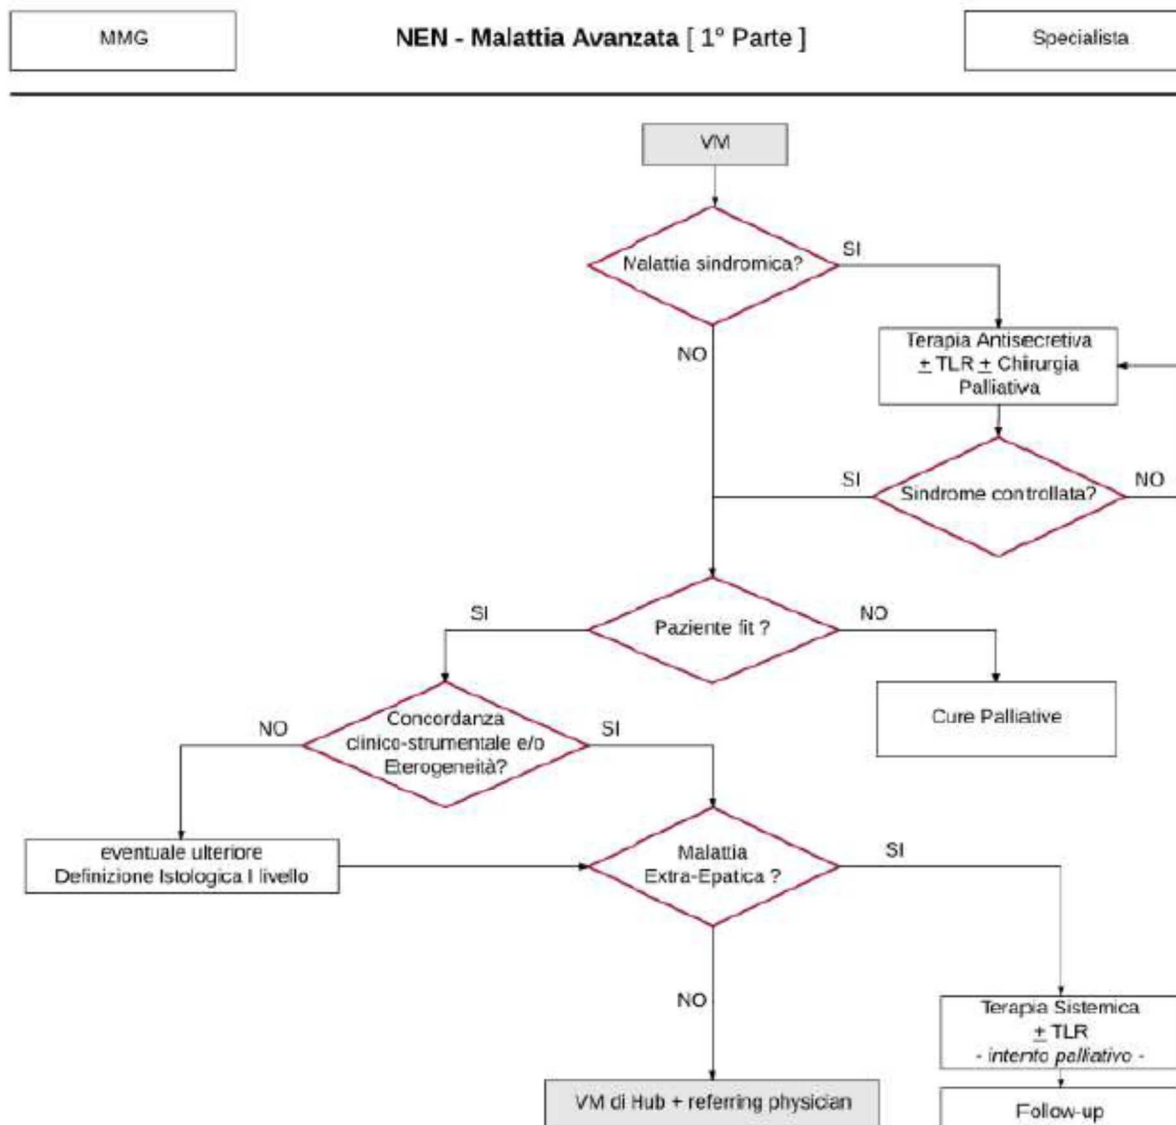 MMG
NEN - Malattia Avanzata [ 1º Parte ]
Specialista
VM
Malattia sindromica?
SI
NO
Terapia Antisecretiva
± TLR ± Chirurgia
Palliativa
SI
Sindrome controllata?
NO
SI
Paziente fit ?
NO
Cure Palliative
NO
Concordanza
clinico-strumentale e/o
Eterogeneità?
SI
eventuale ulteriore
Definizione Istologica I livello
Malattia
Extra-Epatica ?
SI
NO
Terapia Sistemica
± TLR
- intento palliativo -
VM di Hub + referring physician
Follow-up